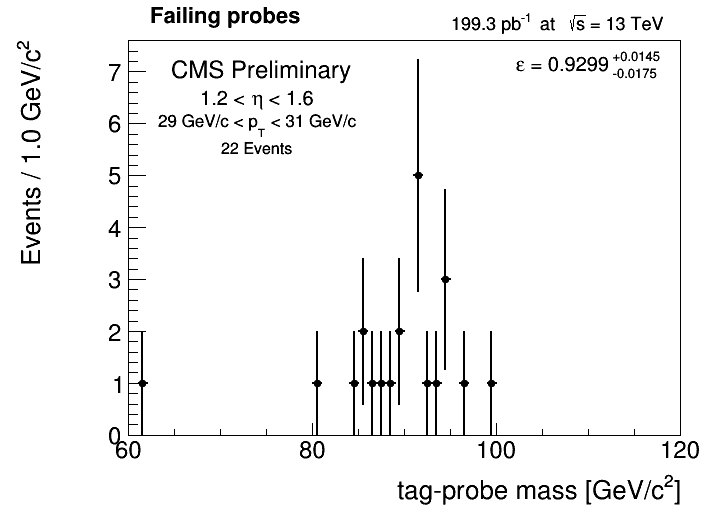 Failing probes
199.3 pb⁻¹ at √s = 13 TeV
CMS Preliminary
1.2 < η < 1.6
29 GeV/c < p_T < 31 GeV/c
22 Events
ε = 0.9299 +0.0145 -0.0175
Events / 1.0 GeV/c²
7
6
5
4
3
2
1
0
60 80 100 120
tag-probe mass [GeV/c²]